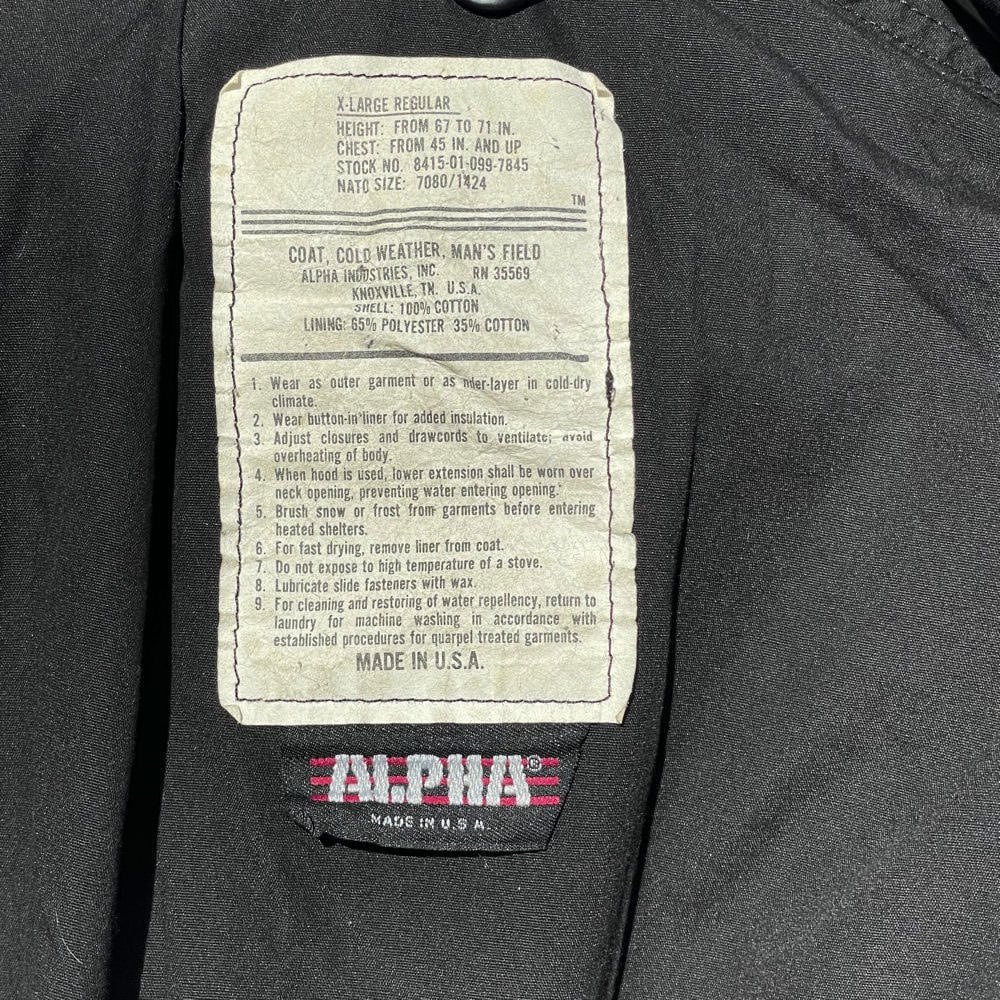 X-LARGE REGULAR
HEIGHT: FROM 67 TO 71 IN.
CHEST: FROM 45 IN. AND UP
STOCK NO. 8415-01-099-7845
NATO SIZE: 7080/1424
TM
COAT, COLD WEATHER, MAN'S FIELD
ALPHA INDUSTRIES, INC. RN 35569
KNOXVILLE, TN. U.S.A.
SHELL: 100% COTTON
LINING: 65% POLYESTER 35% COTTON
1. Wear as outer garment or as nder-layer in cold-dry
climate.
2. Wear button-in liner for added insulation.
3. Adjust closures and drawcords to ventilate; avoid
overheating of body.
4. When hood is used, lower extension shall be worn over
neck opening, preventing water entering opening.
5. Brush snow or frost from garments before entering
heated shelters.
6. For fast drying, remove liner from coat.
7. Do not expose to high temperature of a stove.
8. Lubricate slide fasteners with wax.
9. For cleaning and restoring of water repellency, return to
laundry for machine washing in accordance with
established procedures for quarpel treated garments.
MADE IN U.S.A.
ALPHA®
MADE IN U.S.A.